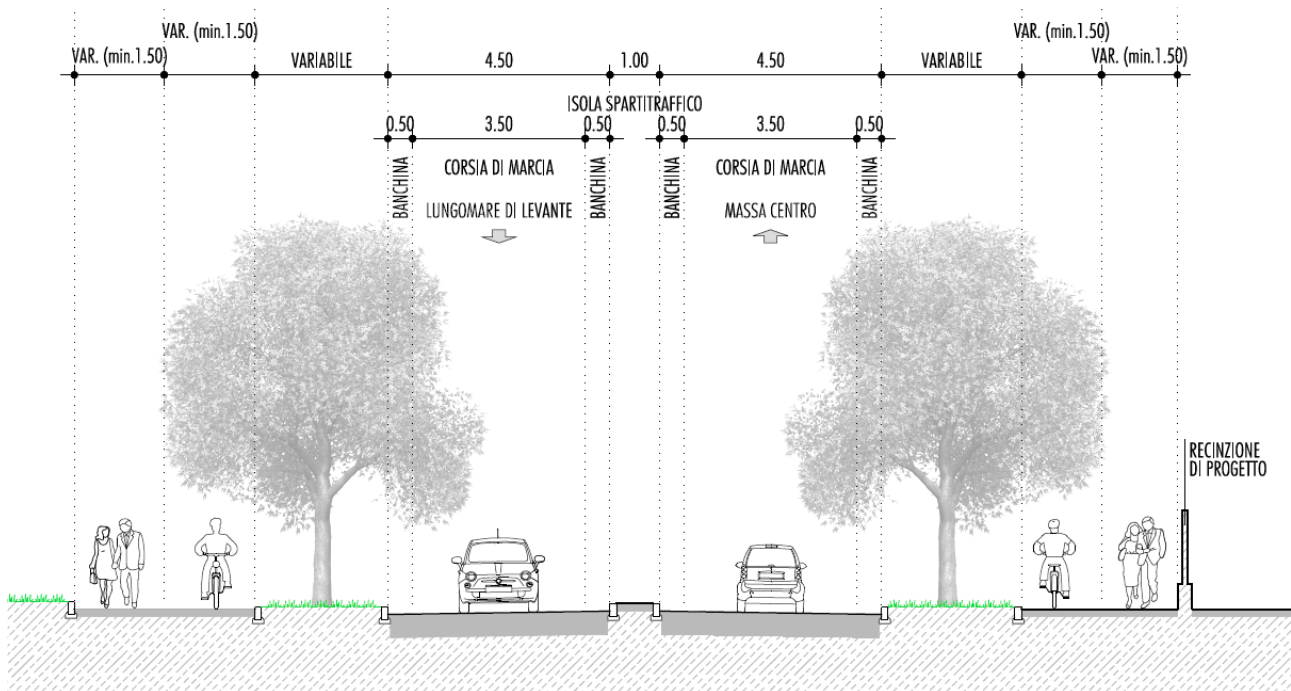 VAR. (min.1.50)
VAR. (min.1.50)
VARIABILE
4.50
1.00
4.50
VARIABILE
VAR. (min.1.50)
VAR. (min.1.50)
ISOLA SPARTITRAFFICO
0.50
3.50
0.50
0.50
3.50
0.50
BANCHINA
CORSIA DI MARCIA
LUNGOMARE DI LEVANTE
BANCHINA
BANCHINA
CORSIA DI MARCIA
MASSA CENTRO
BANCHINA
RECINZIONE
DI PROGETTO